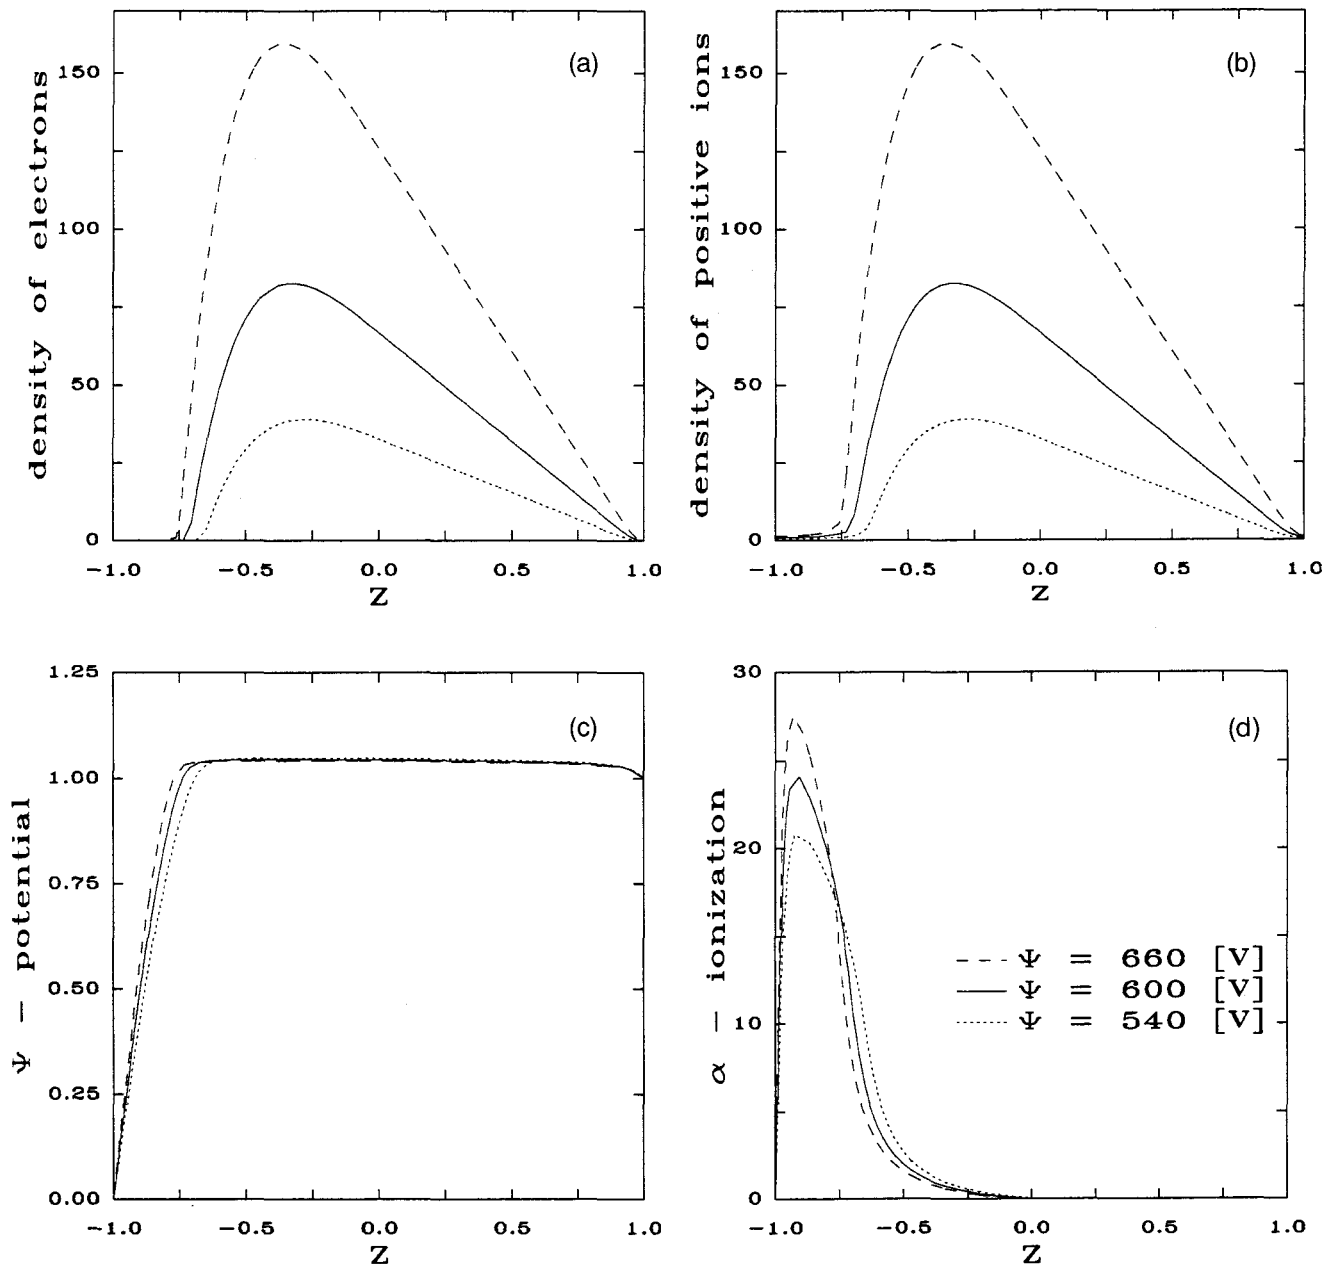 (a)
density of electrons
150
100
50
0
−1.0 −0.5 0.0 0.5 1.0
Z
(b)
density of positive ions
150
100
50
0
−1.0 −0.5 0.0 0.5 1.0
Z
(c)
Ψ − potential
1.25
1.00
0.75
0.50
0.25
0.00
−1.0 −0.5 0.0 0.5 1.0
Z
(d)
α − ionization
30
20
10
0
−1.0 −0.5 0.0 0.5 1.0
Z
Ψ = 660 [V]
Ψ = 600 [V]
Ψ = 540 [V]